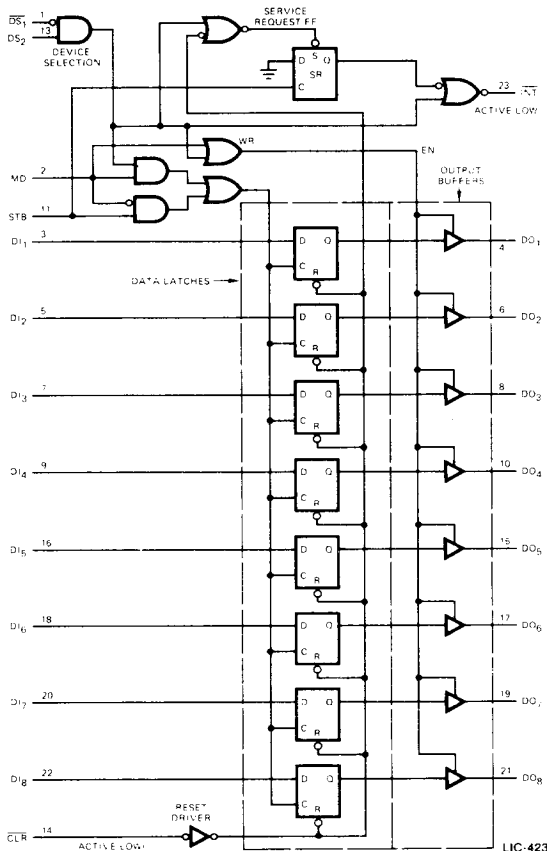 DS1 1
DS2 13
DEVICE
SELECTION
SERVICE
REQUEST FF
S
D Q
SR
C
23 INT
ACTIVE LOW
MD 2
WR
EN
OUTPUT
BUFFERS
STB 11
DATA LATCHES
DI1 3
D Q
C R
4 DO1
DI2 5
D Q
C R
6 DO2
DI3 7
D Q
C R
8 DO3
DI4 9
D Q
C R
10 DO4
DI5 16
D Q
C R
15 DO5
DI6 18
D Q
C R
17 DO6
DI7 20
D Q
C R
19 DO7
DI8 22
D Q
C R
21 DO8
RESET
DRIVER
CLR 14
ACTIVE LOW)
LIC-423